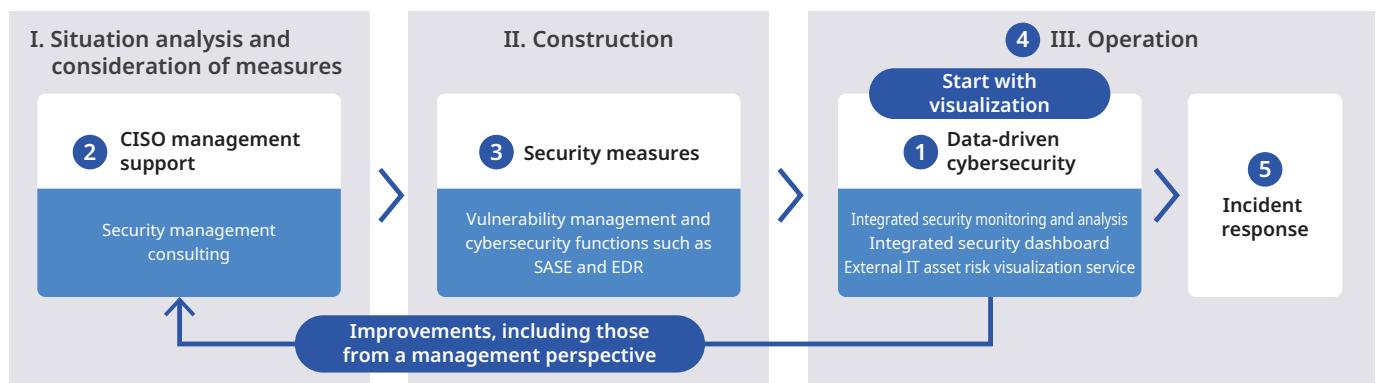 I. Situation analysis and
consideration of measures
2
CISO management
support
Security management
consulting
II. Construction
3
Security measures
Vulnerability management and
cybersecurity functions such as
SASE and EDR
4
III. Operation
Start with
visualization
1
Data-driven
cybersecurity
Integrated security monitoring and analysis
Integrated security dashboard
External IT asset risk visualization service
5
Incident
response
Improvements, including those
from a management perspective